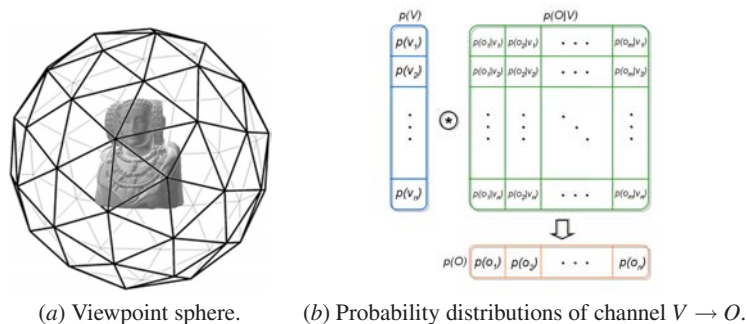 p(V) p(O|V)
p(v₁) p(o₁|v₁) p(o₂|v₁) · · · p(oₘ|v₁)
p(v₂) p(o₁|v₂) p(o₂|v₂) · · · p(oₘ|v₂)
p(vₙ) p(o₁|vₙ) p(o₂|vₙ) · · · p(oₘ|vₙ)
p(O) p(o₁) p(o₂) · · ·
(a) Viewpoint sphere. (b) Probability distributions of channel V → O.